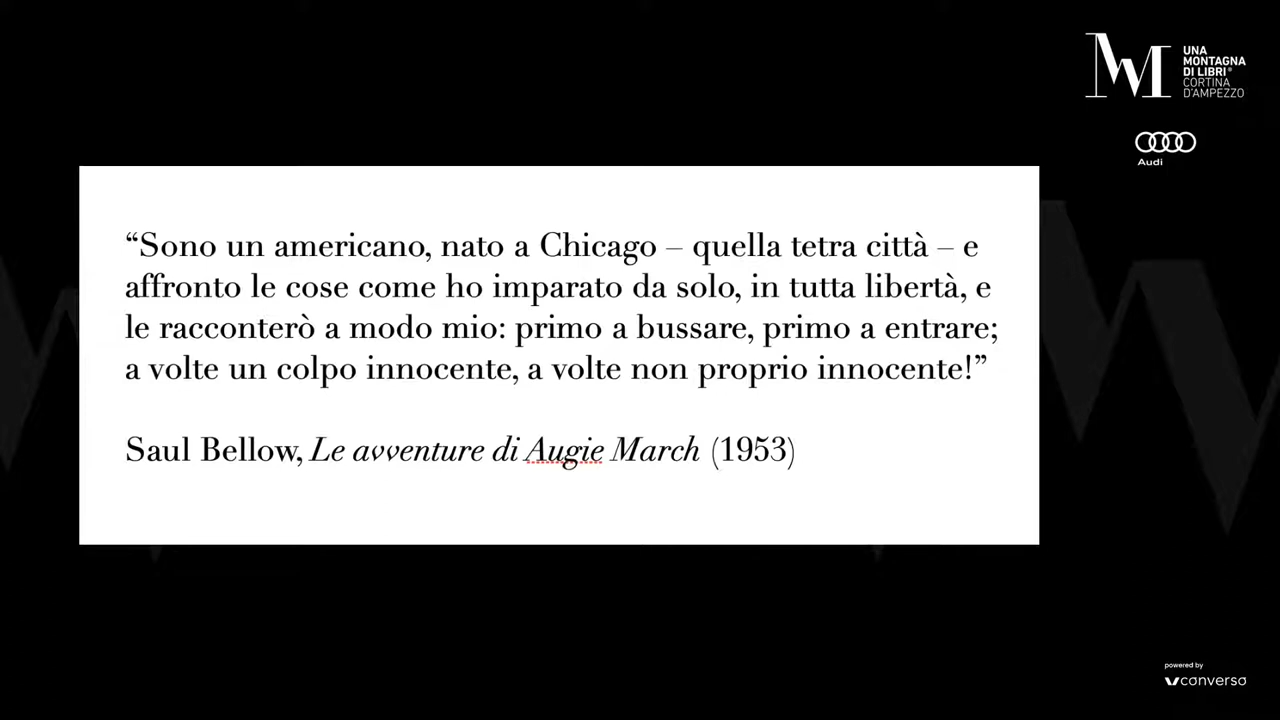 UNA
MONTAGNA
DI LIBRI®
CORTINA
D'AMPEZZO
Audi
“Sono un americano, nato a Chicago – quella tetra città – e
affronto le cose come ho imparato da solo, in tutta libertà, e
le racconterò a modo mio: primo a bussare, primo a entrare;
a volte un colpo innocente, a volte non proprio innocente!”
Saul Bellow, Le avventure di Augie March (1953)
powered by
converso